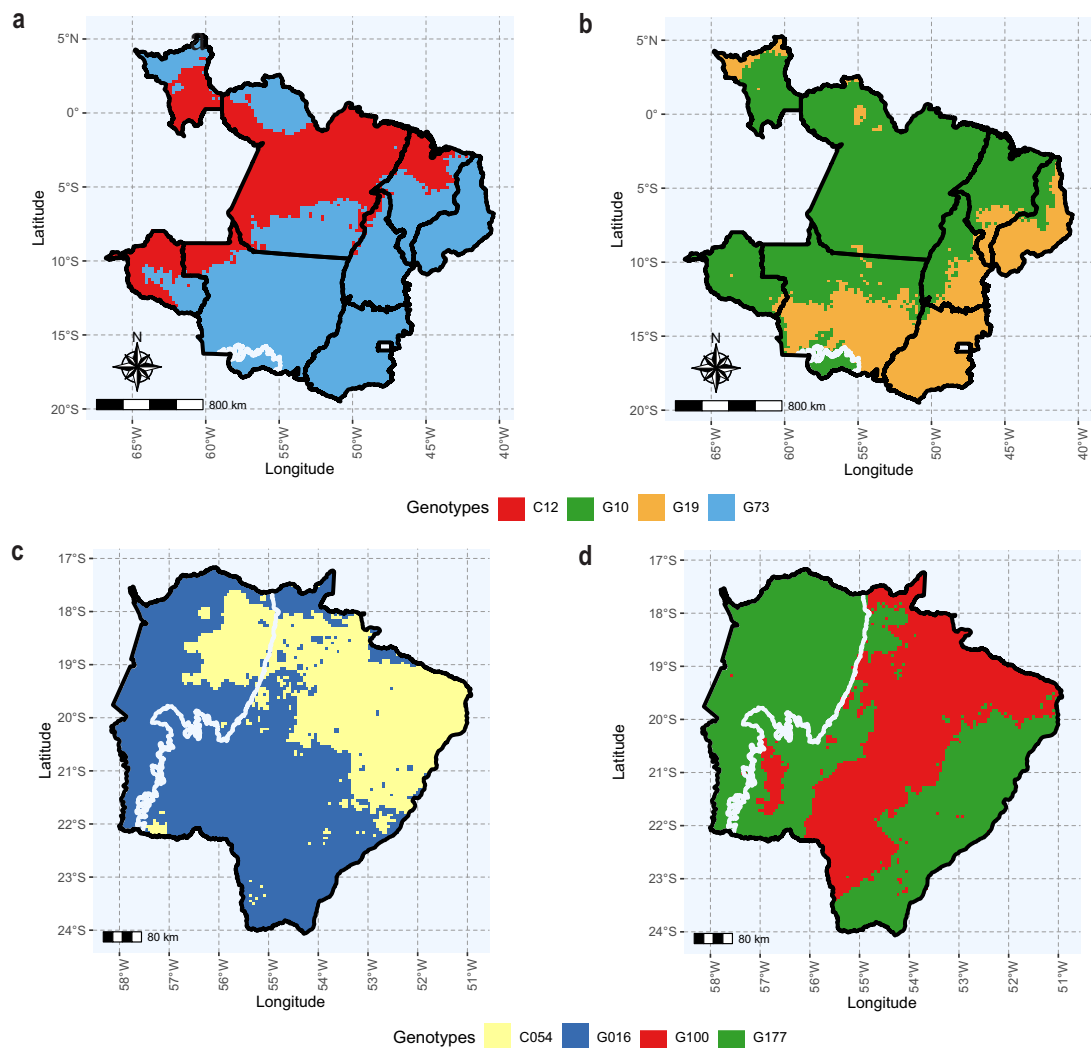 a
5°N
0°
5°S
10°S
15°S
20°S
Latitude
N
800 km
65°W
60°W
55°W
50°W
45°W
40°W
Longitude
b
5°N
0°
5°S
10°S
15°S
20°S
Latitude
N
800 km
65°W
60°W
55°W
50°W
45°W
40°W
Longitude
Genotypes C12 G10 G19 G73
c
17°S
18°S
19°S
20°S
21°S
22°S
23°S
24°S
Latitude
80 km
58°W
57°W
56°W
55°W
54°W
53°W
52°W
51°W
Longitude
d
17°S
18°S
19°S
20°S
21°S
22°S
23°S
24°S
Latitude
80 km
58°W
57°W
56°W
55°W
54°W
53°W
52°W
51°W
Longitude
Genotypes C054 G016 G100 G177